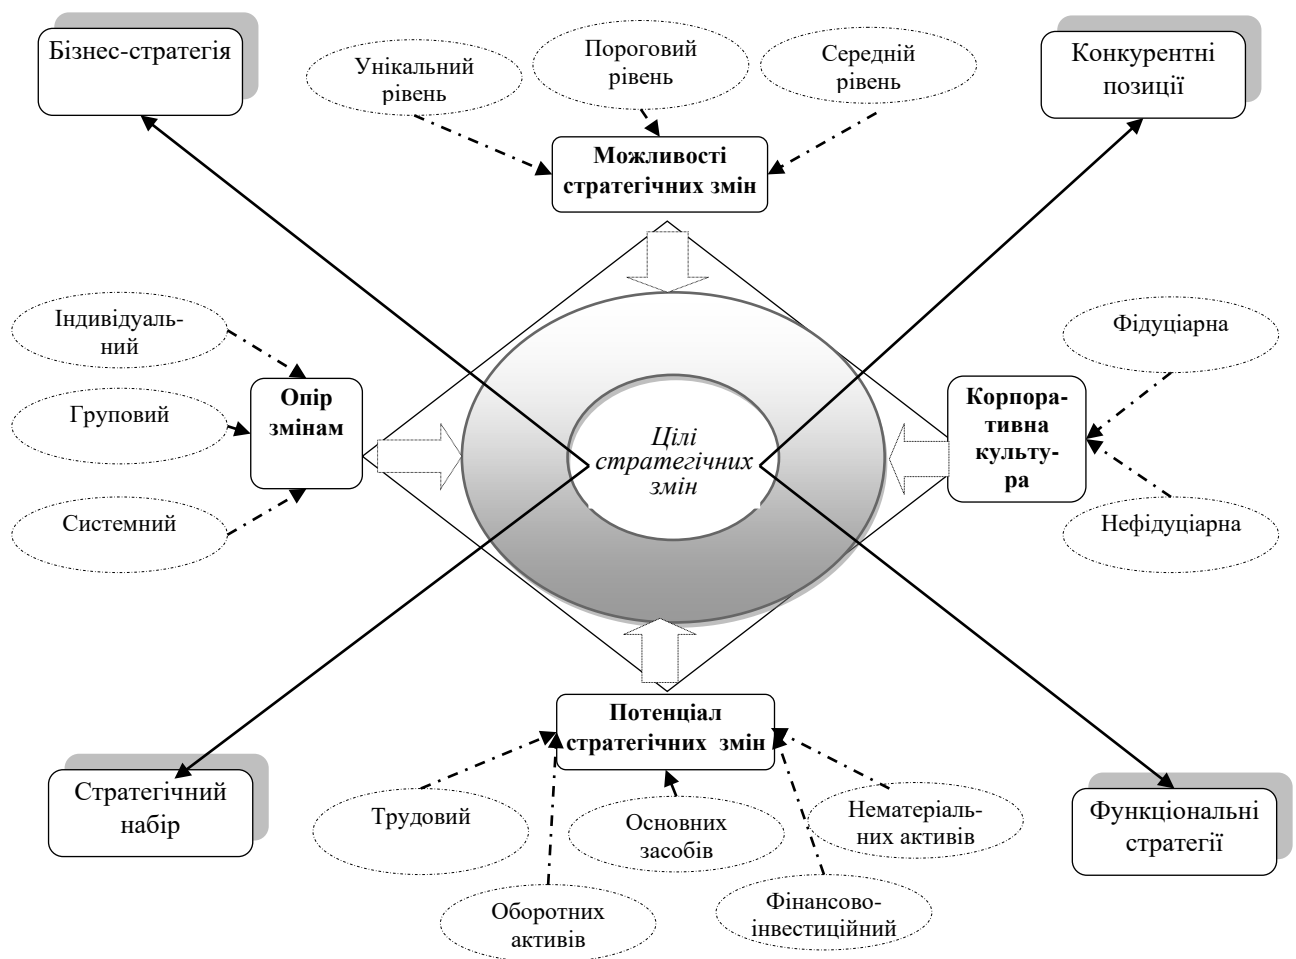 Бізнес-стратегія
Унікальний
рівень
Пороговий
рівень
Середній
рівень
Конкурентні
позиції
Можливості
стратегічних змін
Індивідуаль-
ний
Груповий
Системний
Опір
змінам
Цілі
стратегічних
змін
Корпора-
тивна
культу-
ра
Фідуціарна
Нефідуціарна
Потенціал
стратегічних змін
Стратегічний
набір
Трудовий
Оборотних
активів
Основних
засобів
Фінансово-
інвестиційний
Нематеріаль-
них активів
Функціональні
стратегії